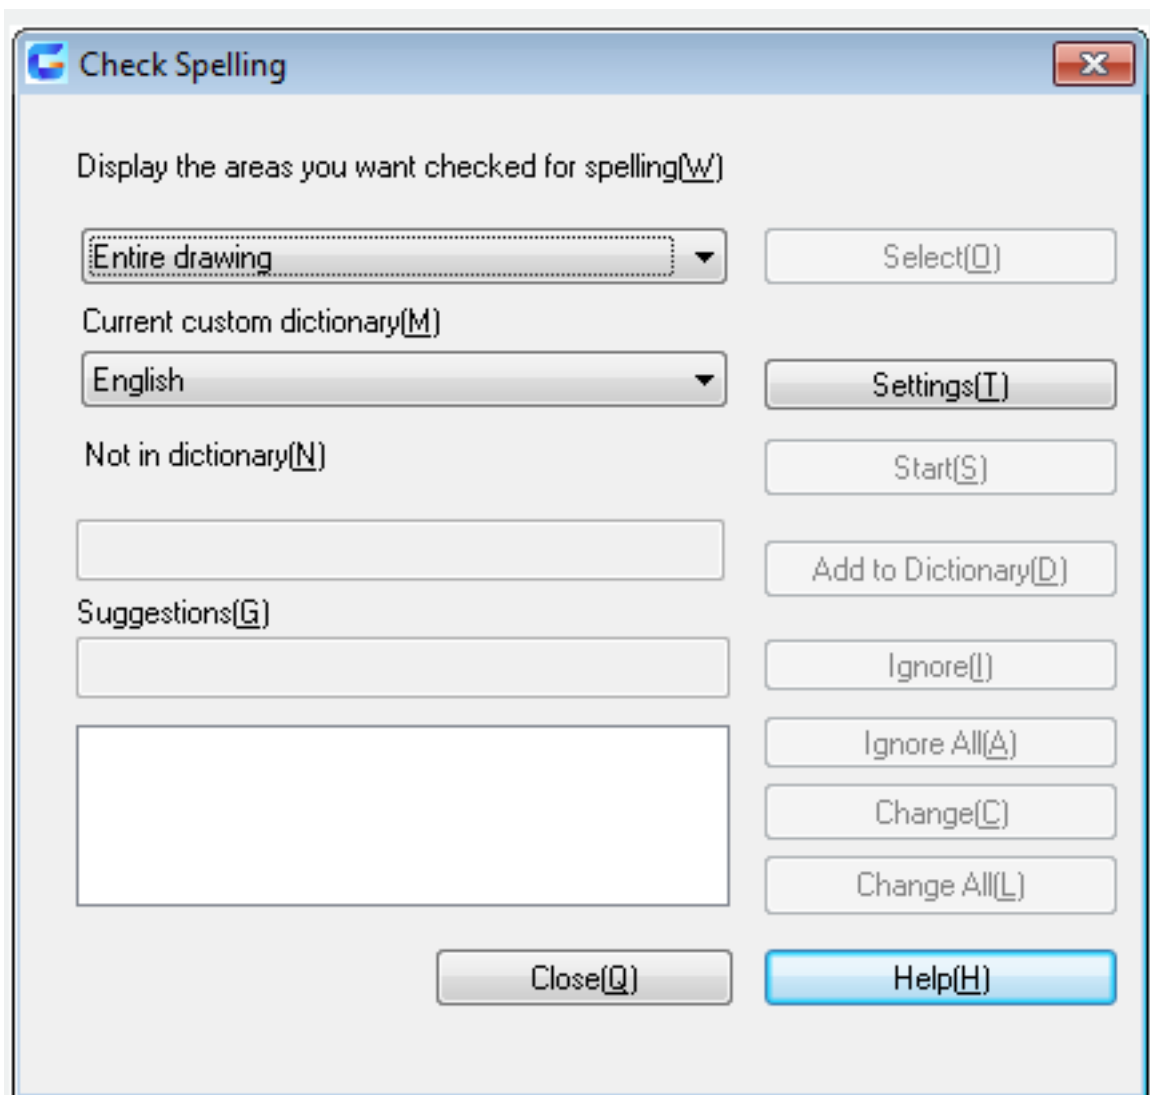 Check Spelling
Display the areas you want checked for spelling(W)
Entire drawing
Select(O)
Current custom dictionary(M)
English
Settings(T)
Not in dictionary(N)
Start(S)
Add to Dictionary(D)
Suggestions(G)
Ignore(I)
Ignore All(A)
Change(C)
Change All(L)
Close(Q)
Help(H)